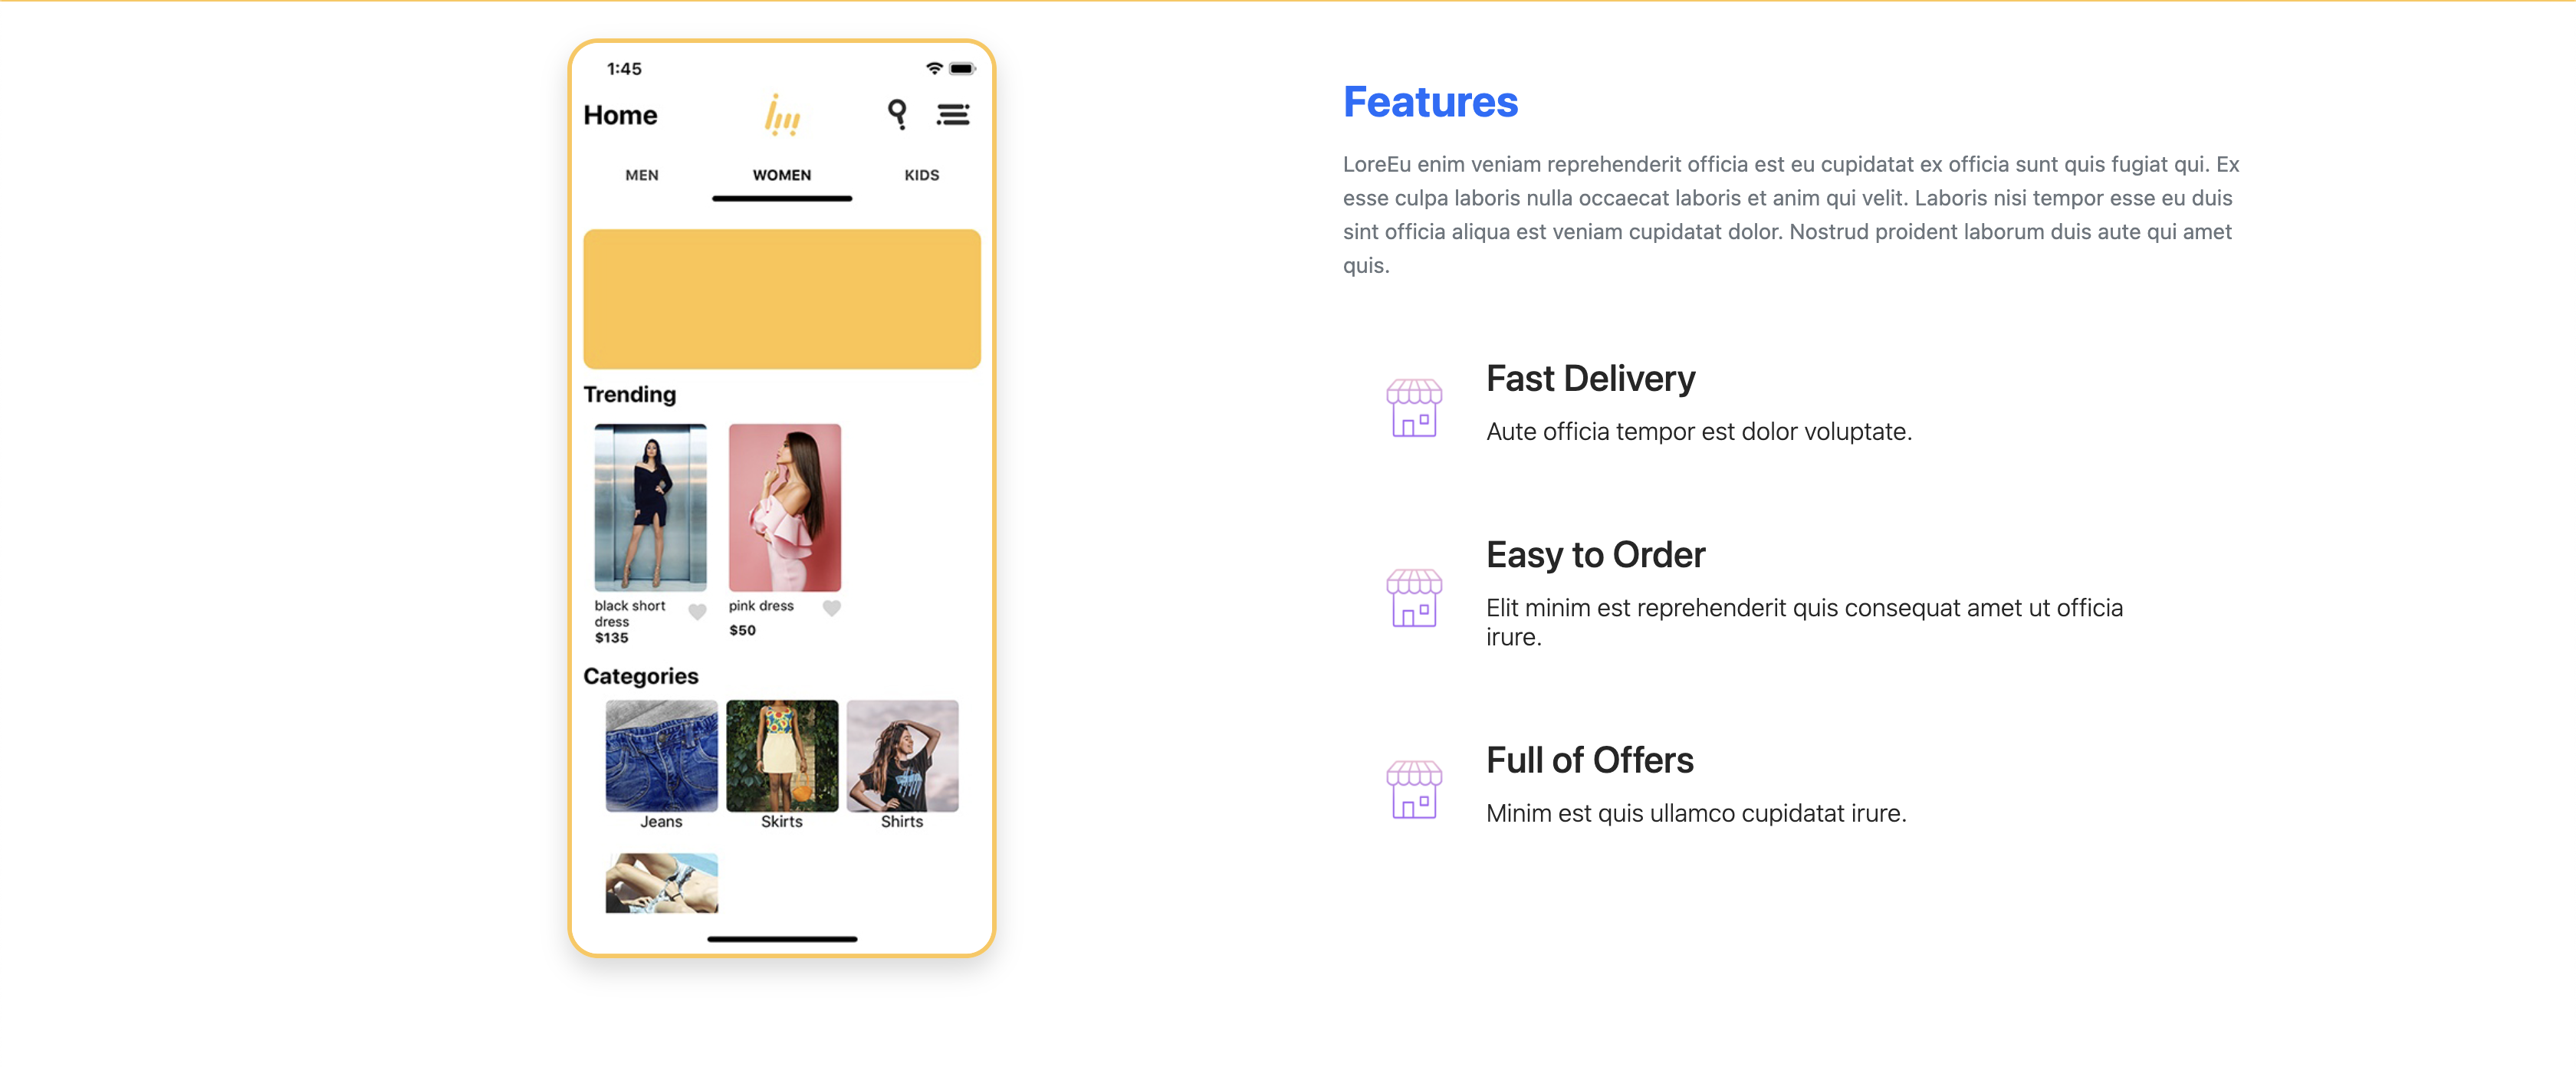 1:45
Home
MEN WOMEN KIDS
Trending
black short
dress
$135
pink dress
$50
Categories
Jeans Skirts Shirts
Features
LoreEu enim veniam reprehenderit officia est eu cupidatat ex officia sunt quis fugiat qui. Ex
esse culpa laboris nulla occaecat laboris et anim qui velit. Laboris nisi tempor esse eu duis
sint officia aliqua est veniam cupidatat dolor. Nostrud proident laborum duis aute qui amet
quis.
Fast Delivery
Aute officia tempor est dolor voluptate.
Easy to Order
Elit minim est reprehenderit quis consequat amet ut officia
irure.
Full of Offers
Minim est quis ullamco cupidatat irure.